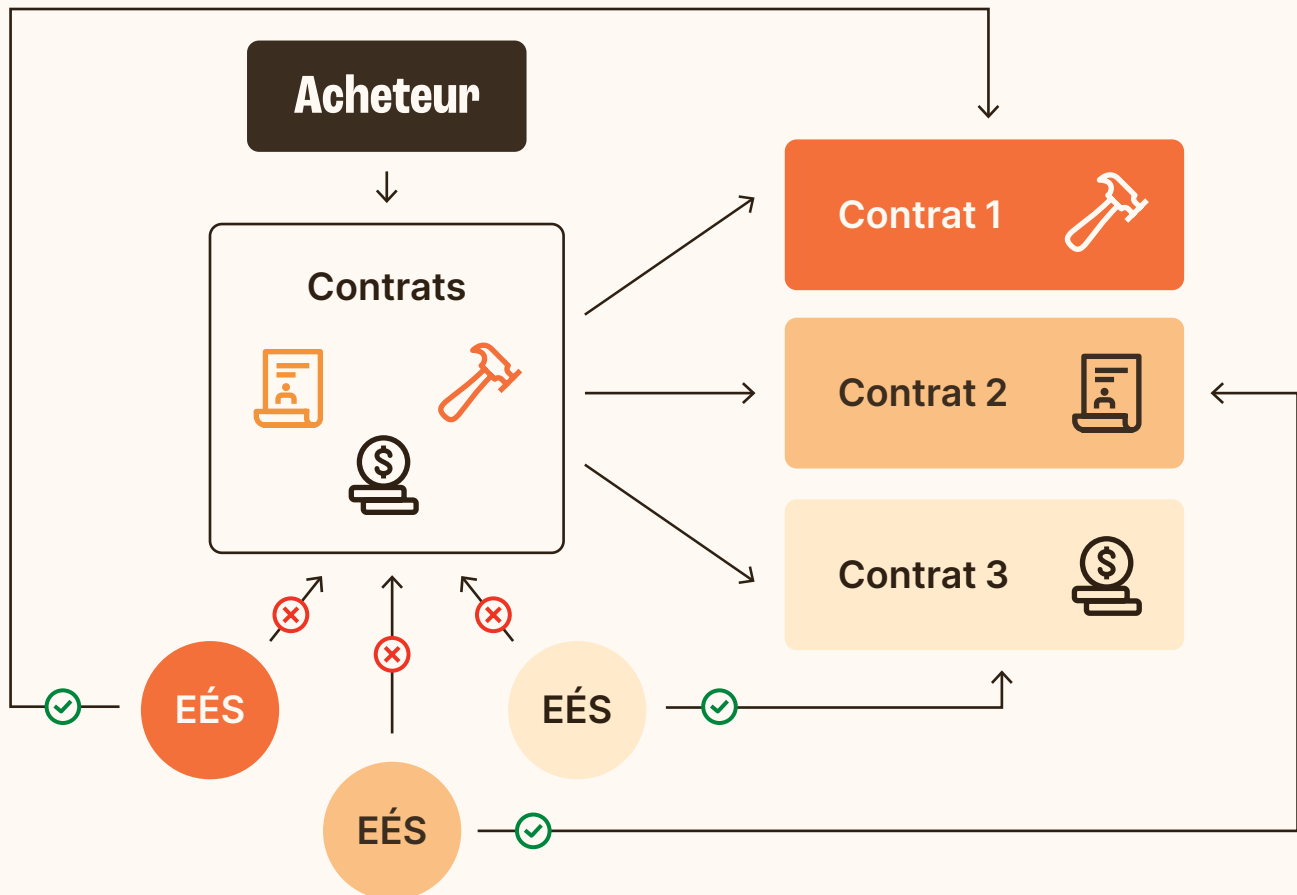 Acheteur
Contrats
Contrat 1
Contrat 2
Contrat 3
EÉS
EÉS
EÉS